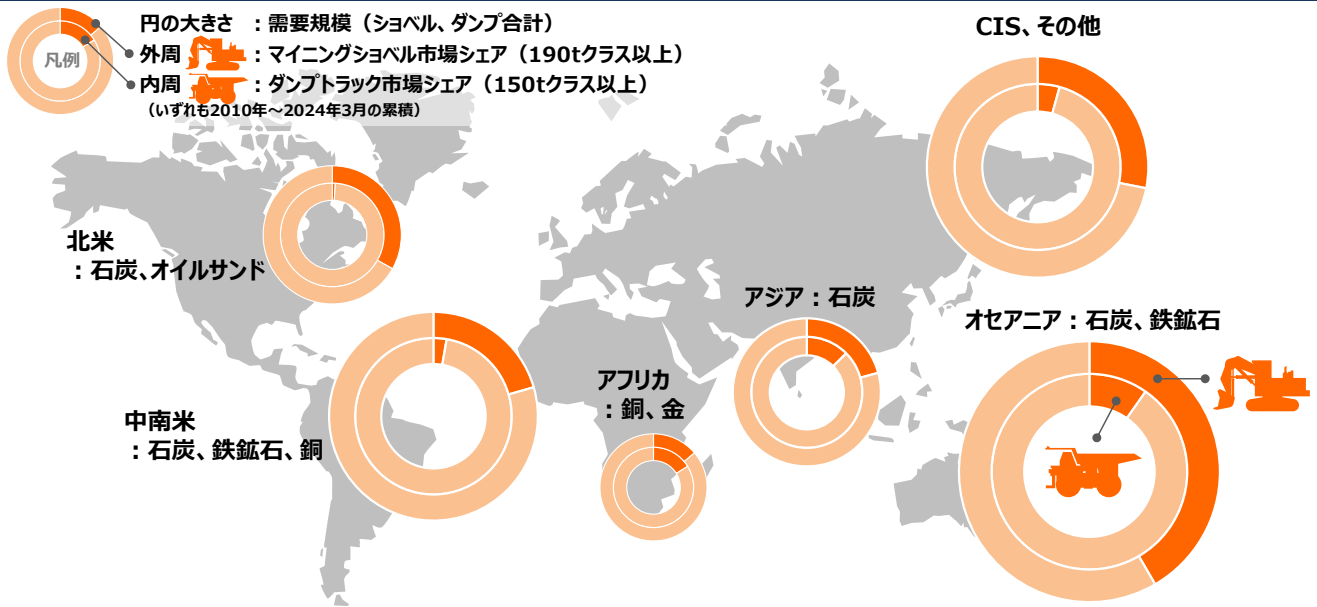 凡例
円の大きさ ：需要規模（ショベル、ダンプ合計）
外周 ：マイニングショベル市場シェア（190tクラス以上）
内周 ：ダンプトラック市場シェア（150tクラス以上）
（いずれも2010年～2024年3月の累積）
CIS、その他
北米
：石炭、オイルサンド
アジア：石炭
オセアニア：石炭、鉄鉱石
アフリカ
：銅、金
中南米
：石炭、鉄鉱石、銅